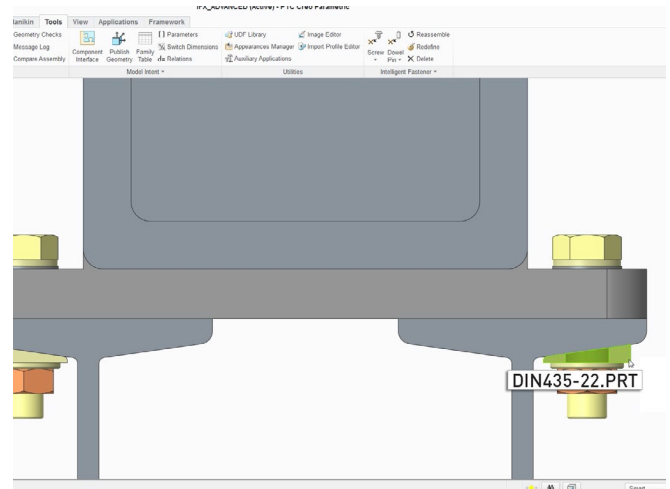 IFX_ADVANCED (Active) - PTC Creo Parametric
Manikin Tools View Applications Framework
Geometry Checks
Message Log
Compare Assembly
Component Interface
Publish Geometry
Family Table
[ ] Parameters
Switch Dimensions
d= Relations
Model Intent
UDF Library
Appearances Manager
Auxiliary Applications
Image Editor
Import Profile Editor
Utilities
Screw
Dowel Pin
Reassemble
Redefine
Delete
Intelligent Fastener
DIN435-22.PRT
Smart